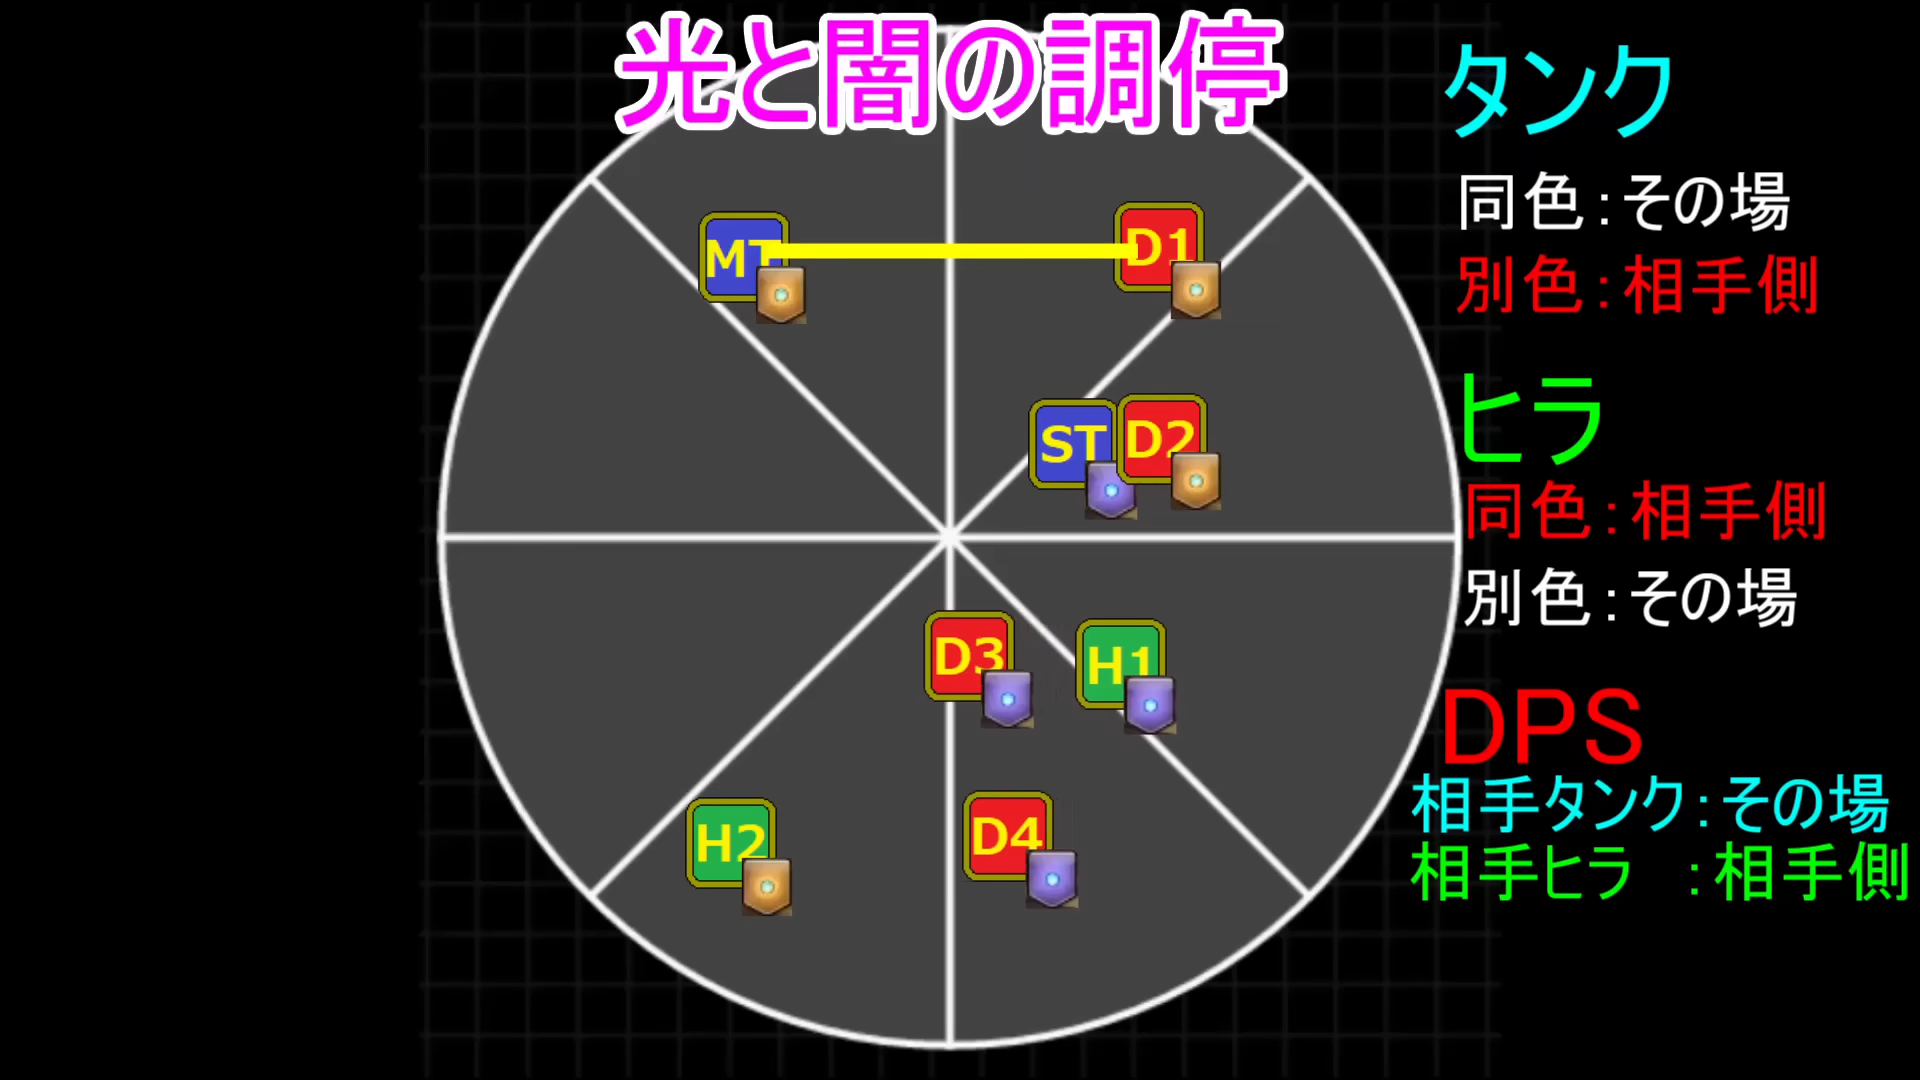 光と闇の調停
タンク
同色:その場
別色:相手側
ヒラ
同色:相手側
別色:その場
DPS
相手タンク:その場
相手ヒラ :相手側
MT
D1
ST
D2
D3
H1
H2
D4